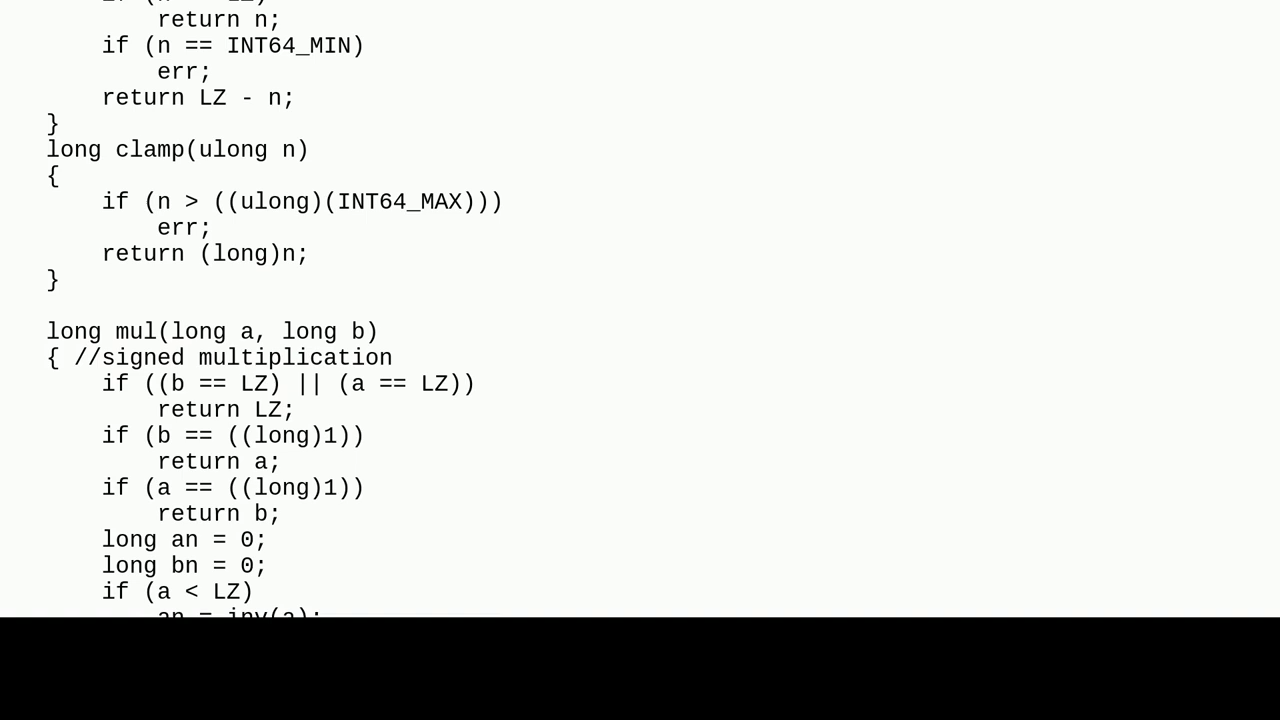 return n;
if (n == INT64_MIN)
err;
return LZ - n;
}
long clamp(ulong n)
{
if (n > ((ulong)(INT64_MAX)))
err;
return (long)n;
}
long mul(long a, long b)
{ //signed multiplication
if ((b == LZ) || (a == LZ))
return LZ;
if (b == ((long)1))
return a;
if (a == ((long)1))
return b;
long an = 0;
long bn = 0;
if (a < LZ)
an = inv(a);